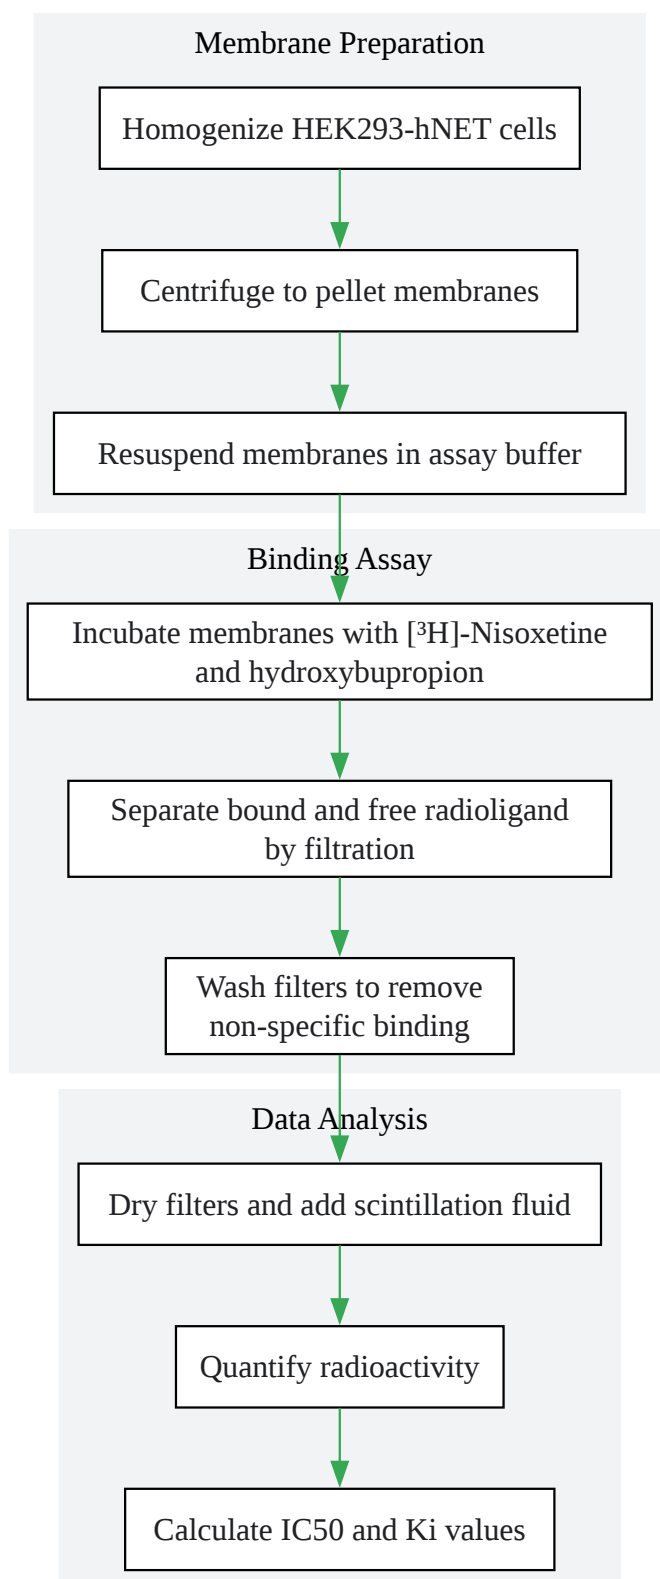 Membrane Preparation
Homogenize HEK293-hNET cells
Centrifuge to pellet membranes
Resuspend membranes in assay buffer
Binding Assay
Incubate membranes with [³H]-Nisoxetine
and hydroxybupropion
Separate bound and free radioligand
by filtration
Wash filters to remove
non-specific binding
Data Analysis
Dry filters and add scintillation fluid
Quantify radioactivity
Calculate IC50 and Ki values